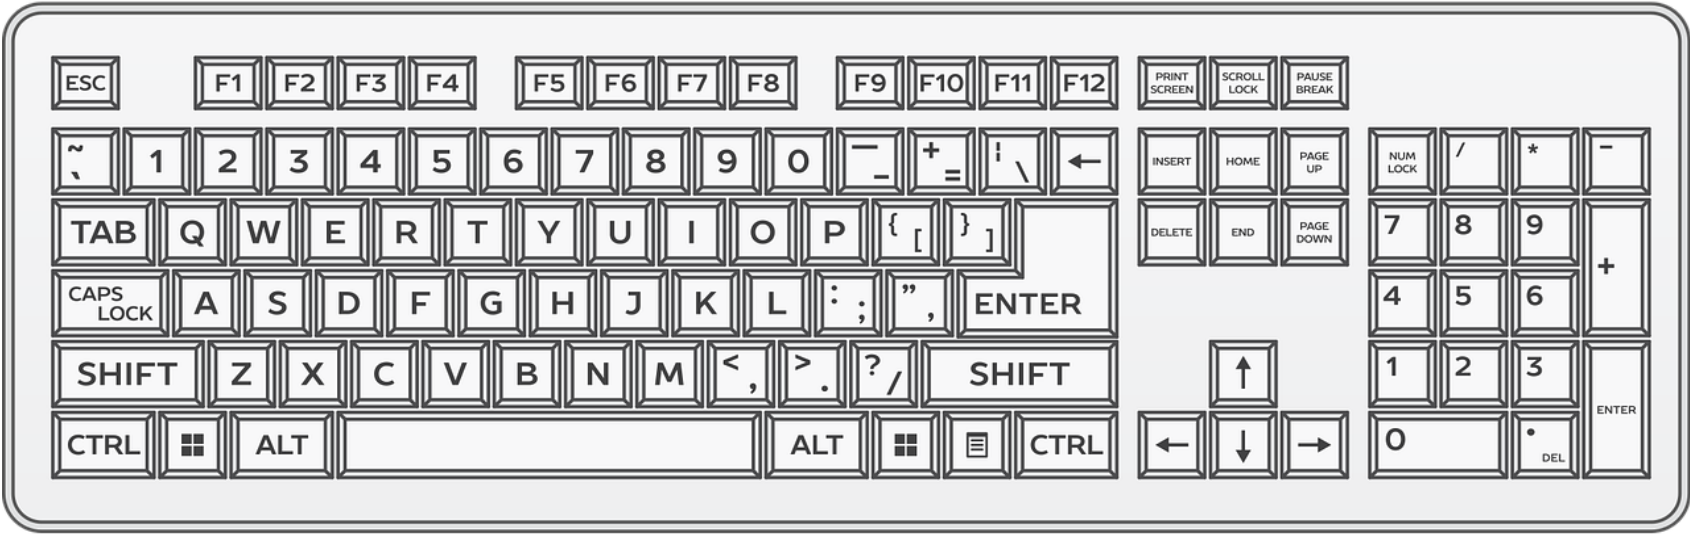 ESC F1 F2 F3 F4 F5 F6 F7 F8 F9 F10 F11 F12 PRINT SCREEN SCROLL LOCK PAUSE BREAK
~ ` 1 2 3 4 5 6 7 8 9 0 — - + = ¦ \ ← INSERT HOME PAGE UP NUM LOCK / * -
TAB Q W E R T Y U I O P { [ } ] DELETE END PAGE DOWN 7 8 9 +
CAPS LOCK A S D F G H J K L : ; " , ENTER 4 5 6
SHIFT Z X C V B N M < , > . ? / SHIFT ↑ 1 2 3 ENTER
CTRL ALT ALT CTRL ← ↓ → 0 . DEL